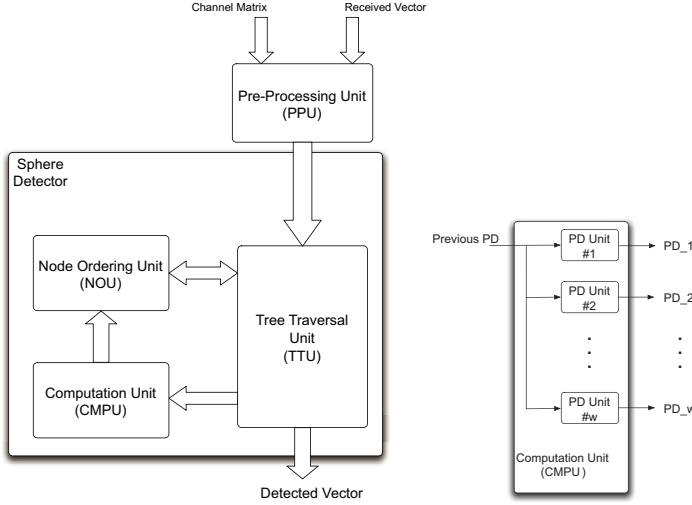 Channel Matrix
Received Vector
Pre-Processing Unit
(PPU)
Sphere
Detector
Node Ordering Unit
(NOU)
Tree Traversal
Unit
(TTU)
Computation Unit
(CMPU)
Detected Vector
Previous PD
PD Unit
#1
PD_1
PD Unit
#2
PD_2
PD Unit
#w
PD_w
Computation Unit
(CMPU)